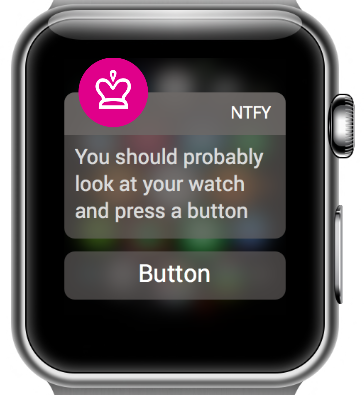 NTFY
You should probably
look at your watch
and press a button
Button